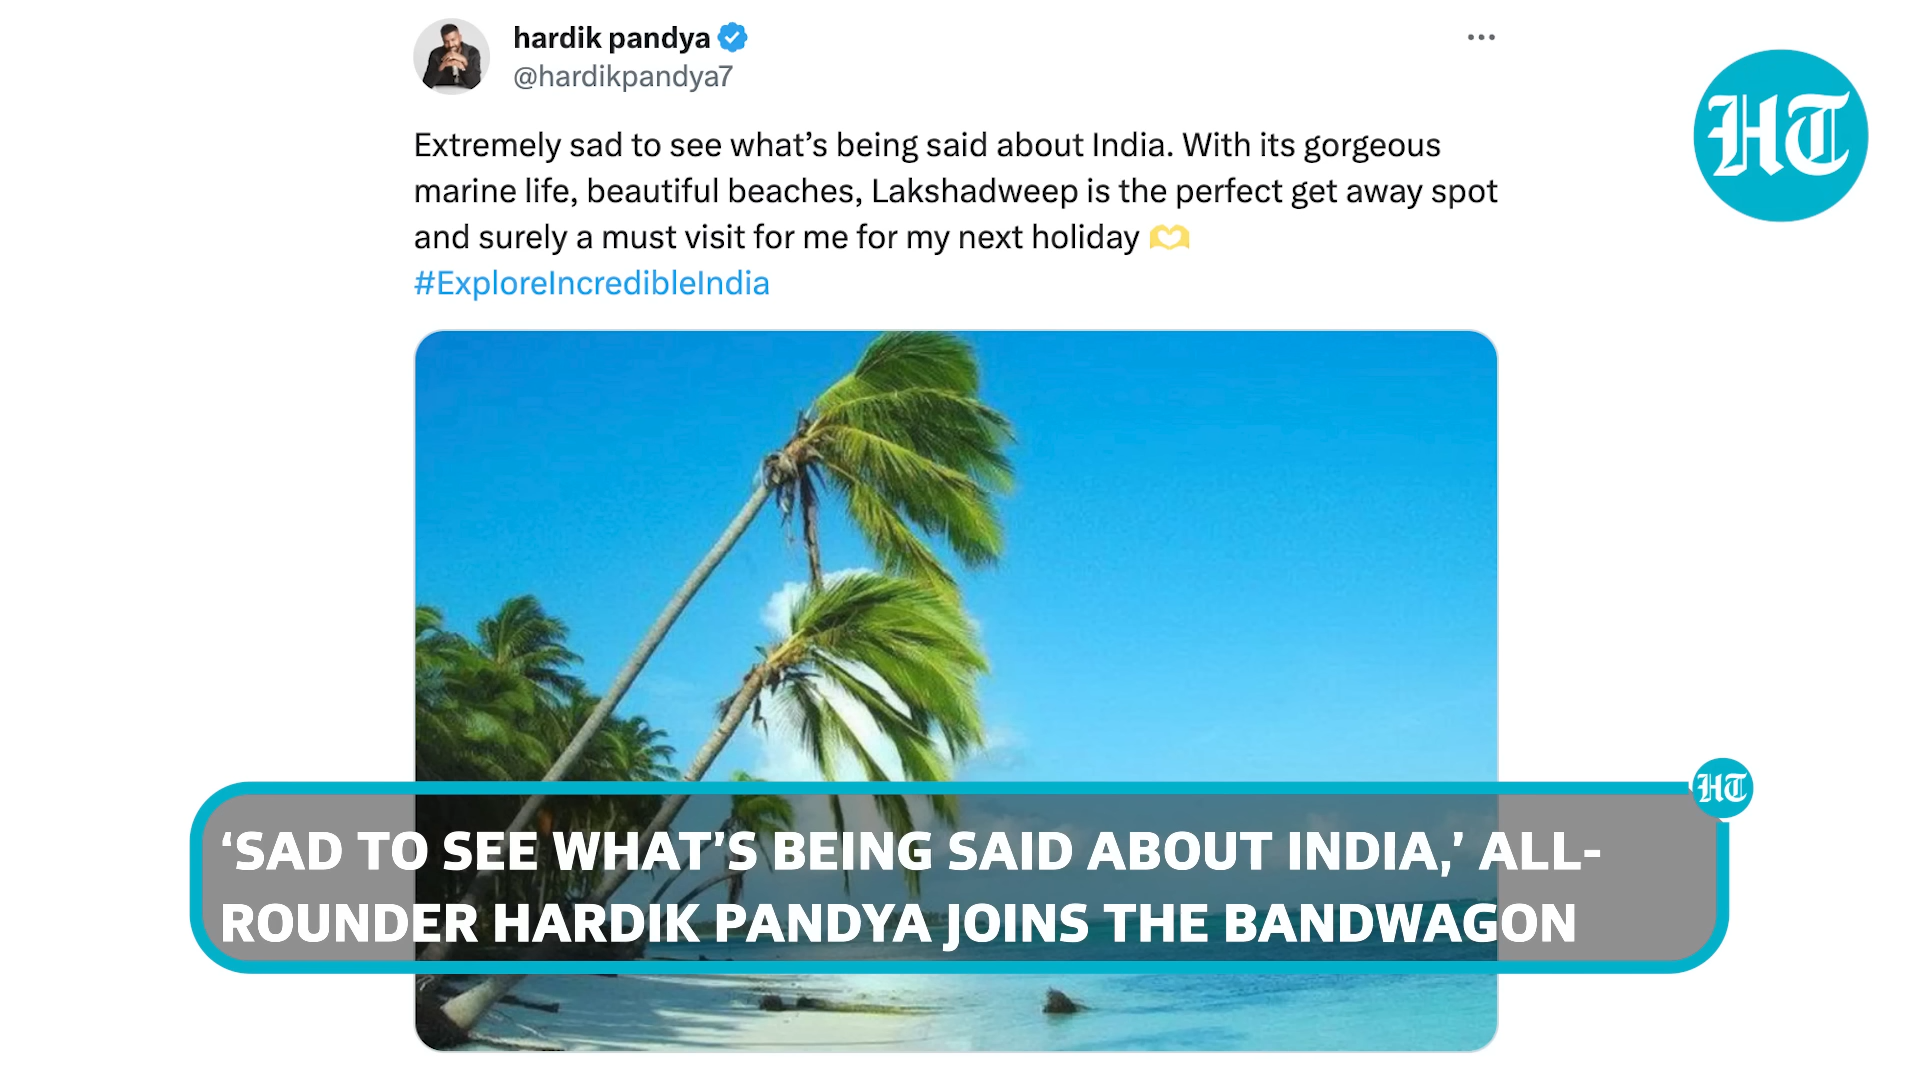 hardik pandya
@hardikpandya7
HT
Extremely sad to see what’s being said about India. With its gorgeous
marine life, beautiful beaches, Lakshadweep is the perfect get away spot
and surely a must visit for me for my next holiday 🫶
#ExploreIncredibleIndia
HT
‘SAD TO SEE WHAT’S BEING SAID ABOUT INDIA,’ ALL-
ROUNDER HARDIK PANDYA JOINS THE BANDWAGON